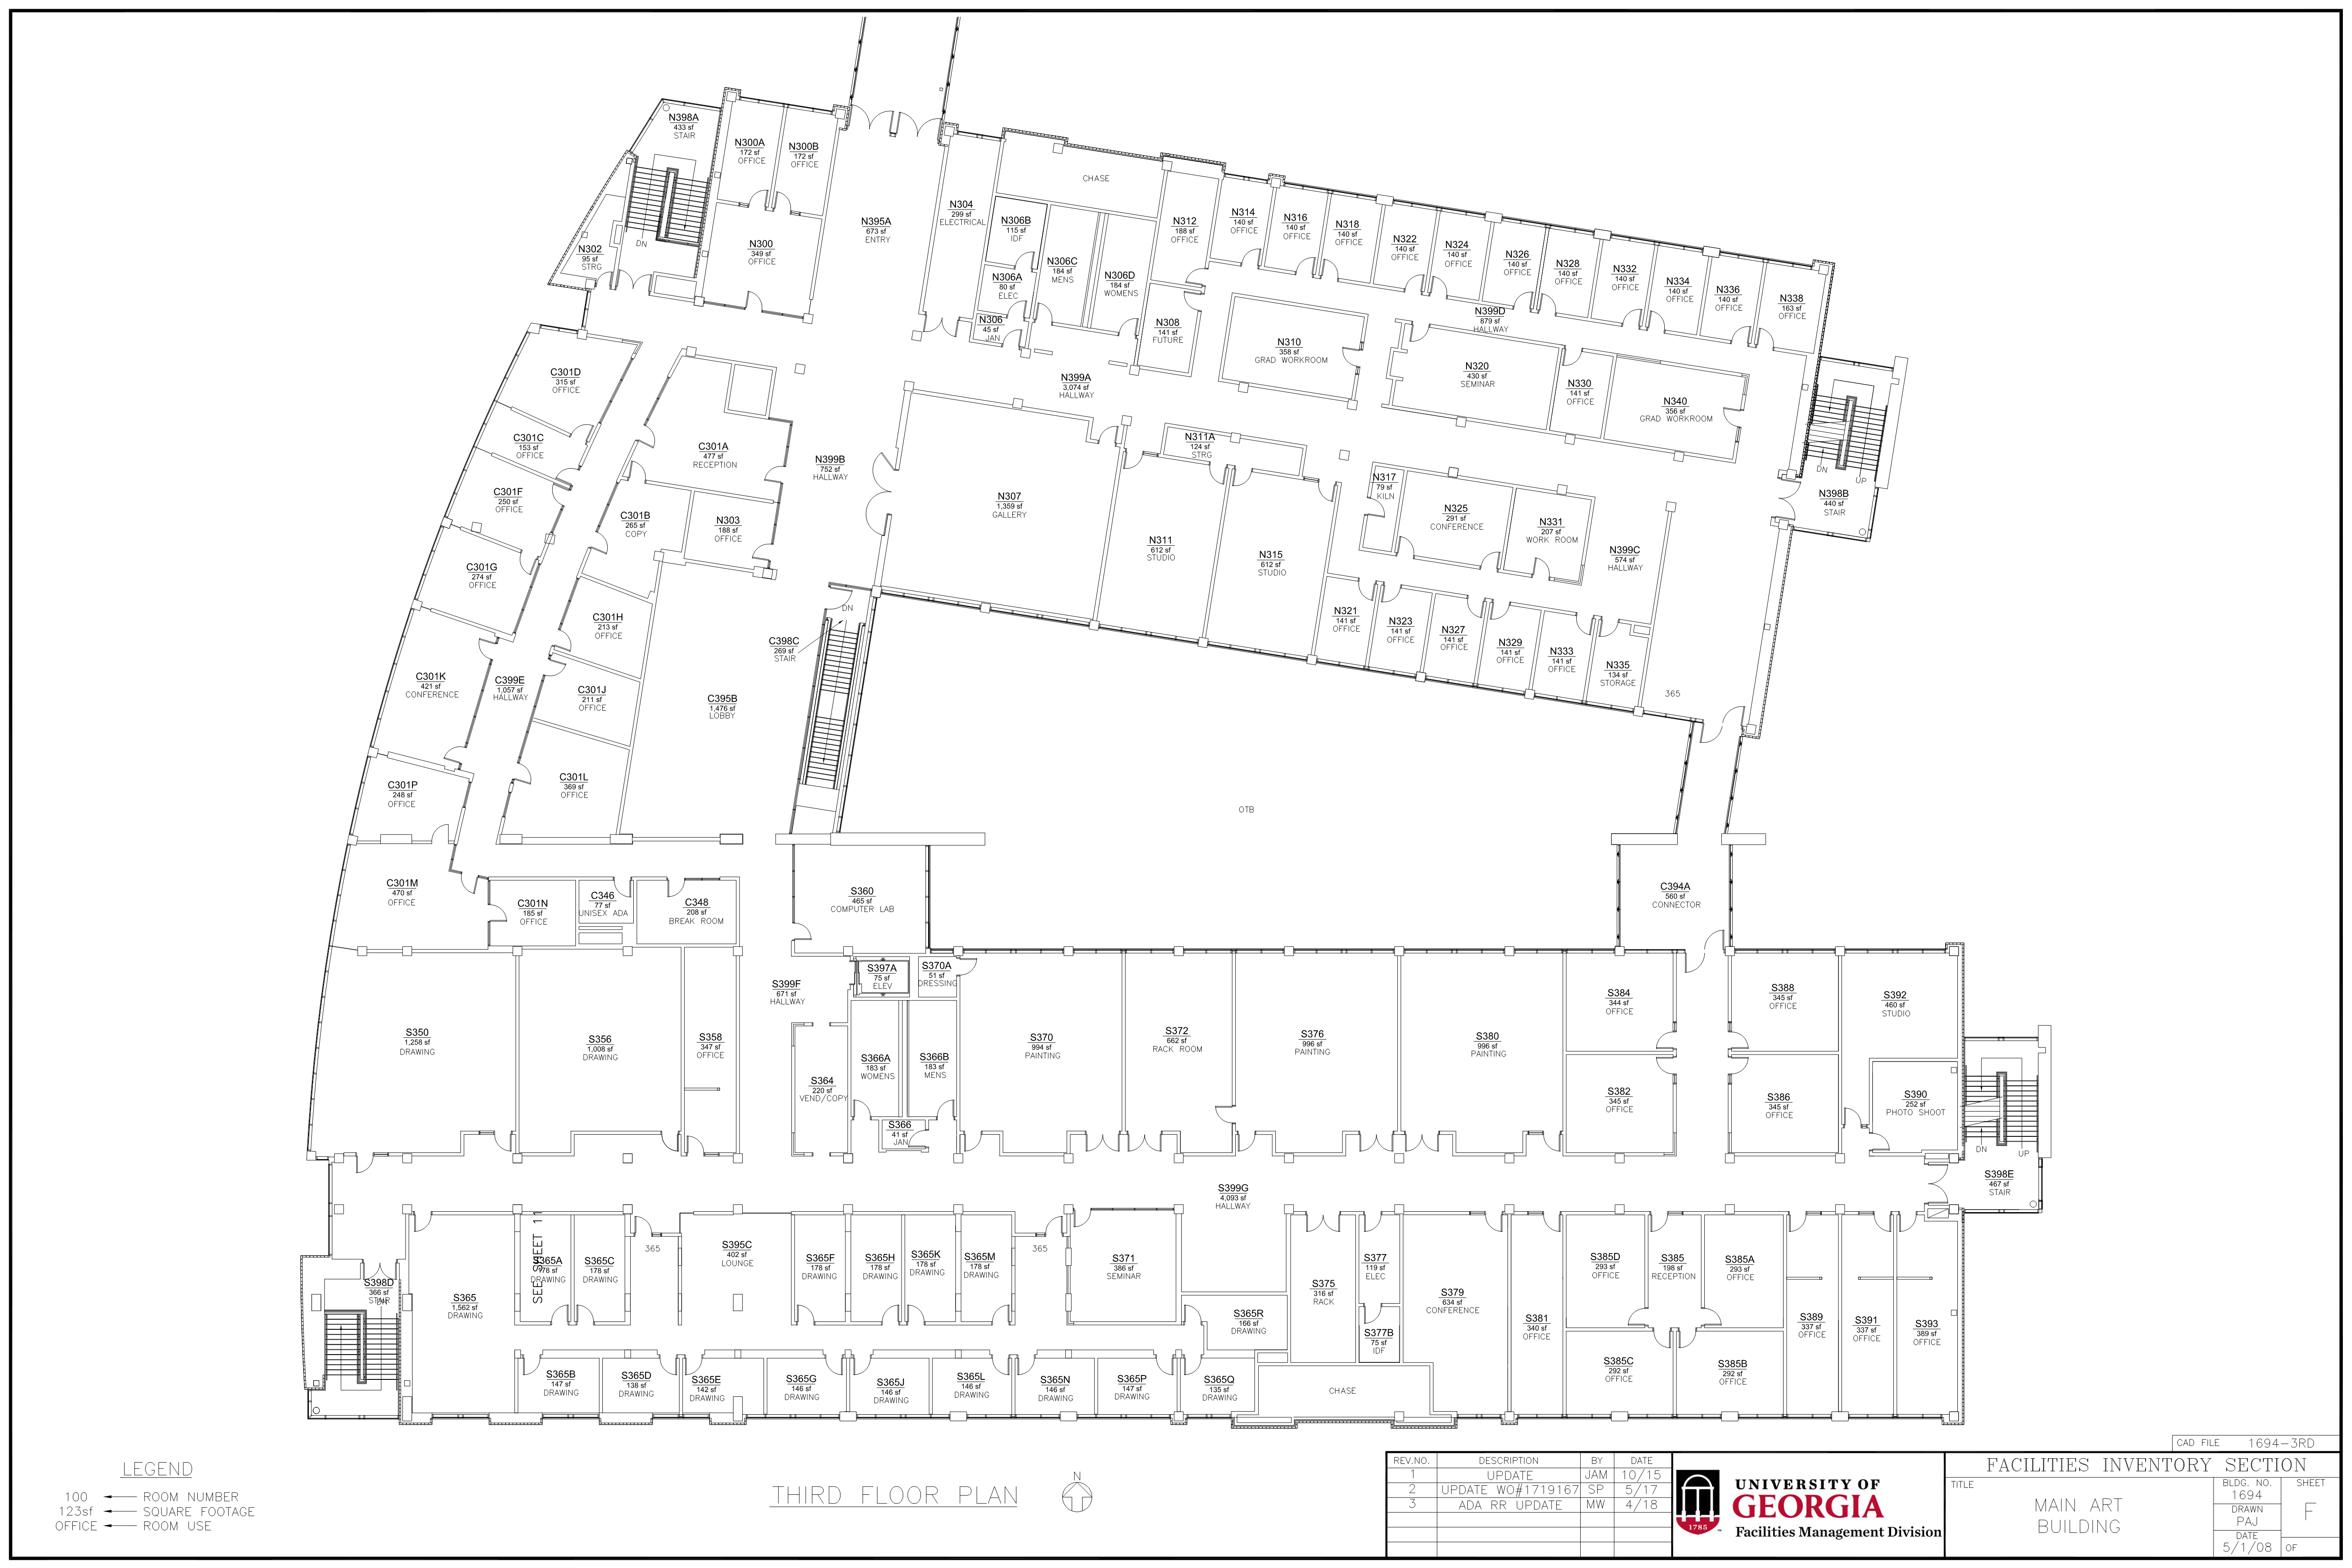 N398A
433 sf
STAIR
N300A
172 sf
OFFICE
N300B
172 sf
OFFICE
N302
95 sf
STRG
DN
N300
349 sf
OFFICE
N395A
673 sf
ENTRY
N304
299 sf
ELECTRICAL
CHASE
N306B
115 sf
IDF
N306A
80 sf
ELEC
N306
45 sf
JAN
N306C
184 sf
MENS
N306D
184 sf
WOMENS
N312
188 sf
OFFICE
N308
141 sf
FUTURE
N314
140 sf
OFFICE
N316
140 sf
OFFICE
N318
140 sf
OFFICE
N322
140 sf
OFFICE
N324
140 sf
OFFICE
N326
140 sf
OFFICE
N328
140 sf
OFFICE
N332
140 sf
OFFICE
N334
140 sf
OFFICE
N336
140 sf
OFFICE
N338
163 sf
OFFICE
N399D
879 sf
HALLWAY
N310
358 sf
GRAD WORKROOM
N320
430 sf
SEMINAR
N330
141 sf
OFFICE
N340
356 sf
GRAD WORKROOM
N399A
3,074 sf
HALLWAY
DN
UP
N398B
440 sf
STAIR
C301D
315 sf
OFFICE
C301C
153 sf
OFFICE
C301F
250 sf
OFFICE
C301G
274 sf
OFFICE
C301A
477 sf
RECEPTION
C301B
265 sf
COPY
N303
188 sf
OFFICE
N399B
752 sf
HALLWAY
N307
1,359 sf
GALLERY
N311A
124 sf
STRG
N311
612 sf
STUDIO
N315
612 sf
STUDIO
N317
79 sf
KILN
N325
291 sf
CONFERENCE
N331
207 sf
WORK ROOM
N399C
574 sf
HALLWAY
N321
141 sf
OFFICE
N323
141 sf
OFFICE
N327
141 sf
OFFICE
N329
141 sf
OFFICE
N333
141 sf
OFFICE
N335
134 sf
STORAGE
365
C301H
213 sf
OFFICE
C301J
211 sf
OFFICE
C301K
421 sf
CONFERENCE
C399E
1,057 sf
HALLWAY
C395B
1,476 sf
LOBBY
C398C
269 sf
STAIR
DN
C301L
369 sf
OFFICE
C301P
248 sf
OFFICE
OTB
C301M
470 sf
OFFICE
C301N
185 sf
OFFICE
C346
77 sf
UNISEX ADA
C348
208 sf
BREAK ROOM
S360
465 sf
COMPUTER LAB
C394A
560 sf
CONNECTOR
S350
1,258 sf
DRAWING
S356
1,008 sf
DRAWING
S358
347 sf
OFFICE
S399F
671 sf
HALLWAY
S397A
75 sf
ELEV
S370A
51 sf
DRESSING
S364
220 sf
VEND/COPY
S366A
183 sf
WOMENS
S366B
183 sf
MENS
S366
41 sf
JAN
S370
994 sf
PAINTING
S372
662 sf
RACK ROOM
S376
996 sf
PAINTING
S380
996 sf
PAINTING
S384
344 sf
OFFICE
S382
345 sf
OFFICE
S388
345 sf
OFFICE
S386
345 sf
OFFICE
S392
460 sf
STUDIO
S390
252 sf
PHOTO SHOOT
DN
UP
S398E
467 sf
STAIR
S399G
4,093 sf
HALLWAY
S398D
366 sf
STAIR
DN
S365
1,562 sf
DRAWING
SEE SHEET 11
S365A
178 sf
DRAWING
S365C
178 sf
DRAWING
365
S395C
402 sf
LOUNGE
S365F
178 sf
DRAWING
S365H
178 sf
DRAWING
S365K
178 sf
DRAWING
S365M
178 sf
DRAWING
365
S371
386 sf
SEMINAR
S365R
166 sf
DRAWING
S375
316 sf
RACK
S377
119 sf
ELEC
S377B
75 sf
IDF
S379
634 sf
CONFERENCE
S381
340 sf
OFFICE
S385D
293 sf
OFFICE
S385
198 sf
RECEPTION
S385A
293 sf
OFFICE
S385C
292 sf
OFFICE
S385B
292 sf
OFFICE
S389
337 sf
OFFICE
S391
337 sf
OFFICE
S393
389 sf
OFFICE
S365B
147 sf
DRAWING
S365D
138 sf
DRAWING
S365E
142 sf
DRAWING
S365G
146 sf
DRAWING
S365J
146 sf
DRAWING
S365L
146 sf
DRAWING
S365N
146 sf
DRAWING
S365P
147 sf
DRAWING
S365Q
135 sf
DRAWING
CHASE
LEGEND
100 ROOM NUMBER
123sf SQUARE FOOTAGE
OFFICE ROOM USE
THIRD FLOOR PLAN
N
CAD FILE 1694-3RD
REV.NO. DESCRIPTION BY DATE
1 UPDATE JAM 10/15
2 UPDATE WO#1719167 SP 5/17
3 ADA RR UPDATE MW 4/18
1785
UNIVERSITY OF
GEORGIA
Facilities Management Division
FACILITIES INVENTORY SECTION
TITLE
MAIN ART
BUILDING
BLDG. NO.
1694
DRAWN
PAJ
DATE
5/1/08
SHEET
F
OF